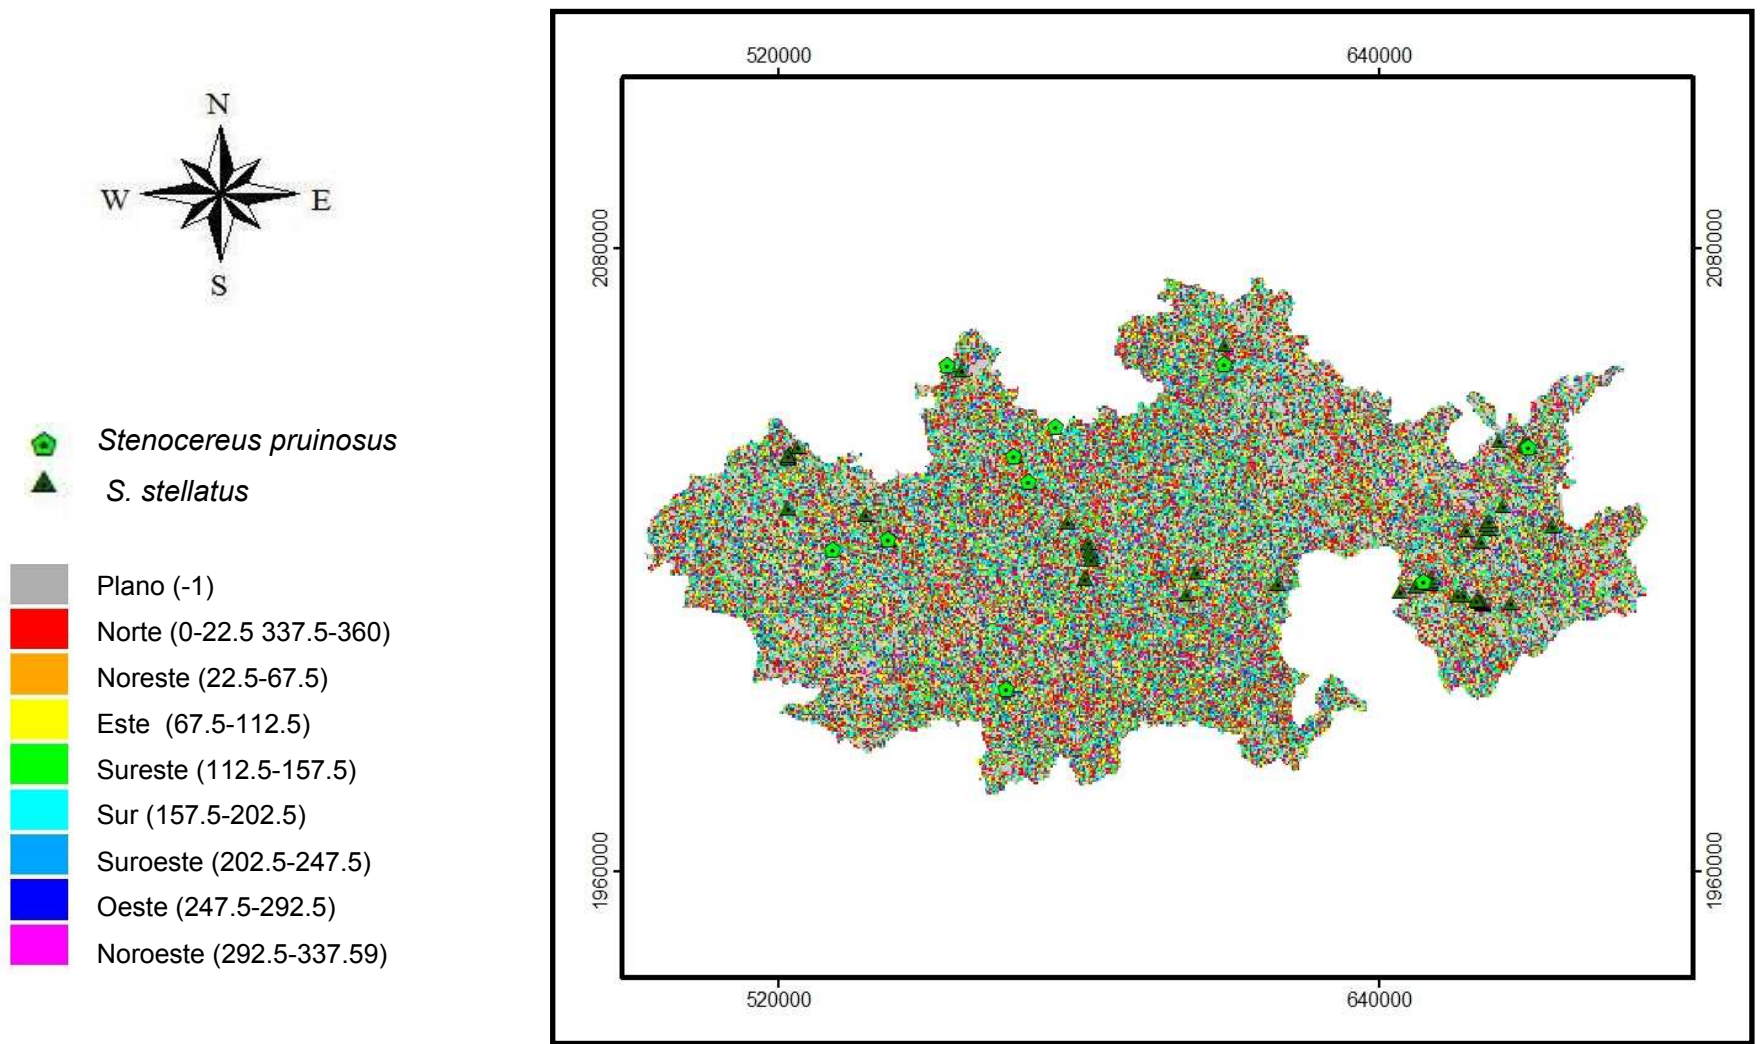 N
W
E
S
Stenocereus pruinosus
S. stellatus
Plano (-1)
Norte (0-22.5 337.5-360)
Noreste (22.5-67.5)
Este  (67.5-112.5)
Sureste (112.5-157.5)
Sur (157.5-202.5)
Suroeste (202.5-247.5)
Oeste (247.5-292.5)
Noroeste (292.5-337.59)
520000
640000
2080000
2080000
1960000
1960000
520000
640000